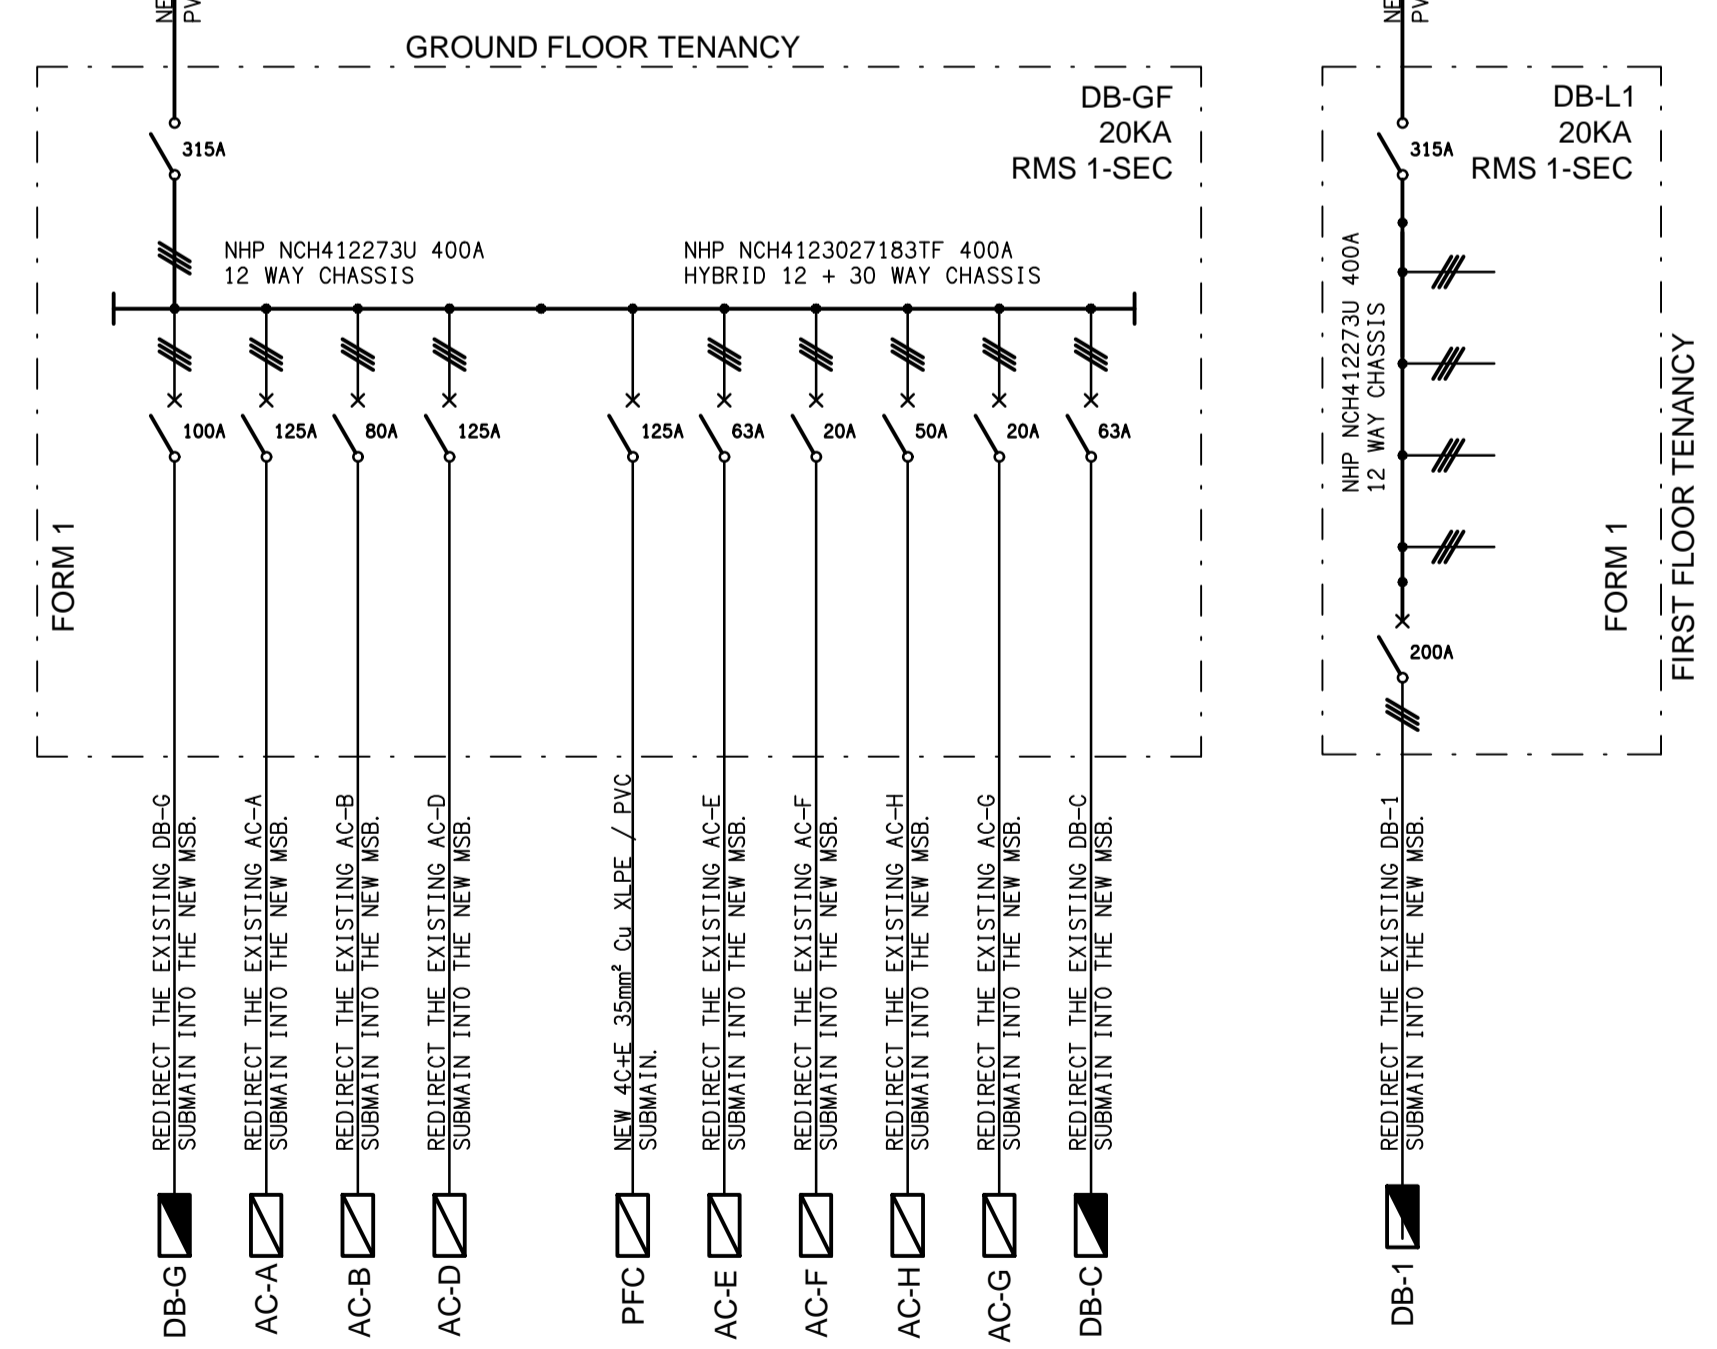 NE
PV
NE
PV
GROUND FLOOR TENANCY
DB-GF
20KA
RMS 1-SEC
315A
NHP NCH412273U 400A
12 WAY CHASSIS
NHP NCH4123027183TF 400A
HYBRID 12 + 30 WAY CHASSIS
100A
125A
80A
125A
125A
63A
20A
50A
20A
63A
FORM 1
REDIRECT THE EXISTING DB-G
SUBMAIN INTO THE NEW MSB.
REDIRECT THE EXISTING AC-A
SUBMAIN INTO THE NEW MSB.
REDIRECT THE EXISTING AC-B
SUBMAIN INTO THE NEW MSB.
REDIRECT THE EXISTING AC-D
SUBMAIN INTO THE NEW MSB.
NEW 4C+E 35mm² Cu XLPE / PVC
SUBMAIN.
REDIRECT THE EXISTING AC-E
SUBMAIN INTO THE NEW MSB.
REDIRECT THE EXISTING AC-F
SUBMAIN INTO THE NEW MSB.
REDIRECT THE EXISTING AC-H
SUBMAIN INTO THE NEW MSB.
REDIRECT THE EXISTING AC-G
SUBMAIN INTO THE NEW MSB.
REDIRECT THE EXISTING DB-C
SUBMAIN INTO THE NEW MSB.
DB-G
AC-A
AC-B
AC-D
PFC
AC-E
AC-F
AC-H
AC-G
DB-C
DB-L1
20KA
RMS 1-SEC
315A
NHP NCH412273U 400A
12 WAY CHASSIS
200A
FORM 1
FIRST FLOOR TENANCY
REDIRECT THE EXISTING DB-1
SUBMAIN INTO THE NEW MSB.
DB-1